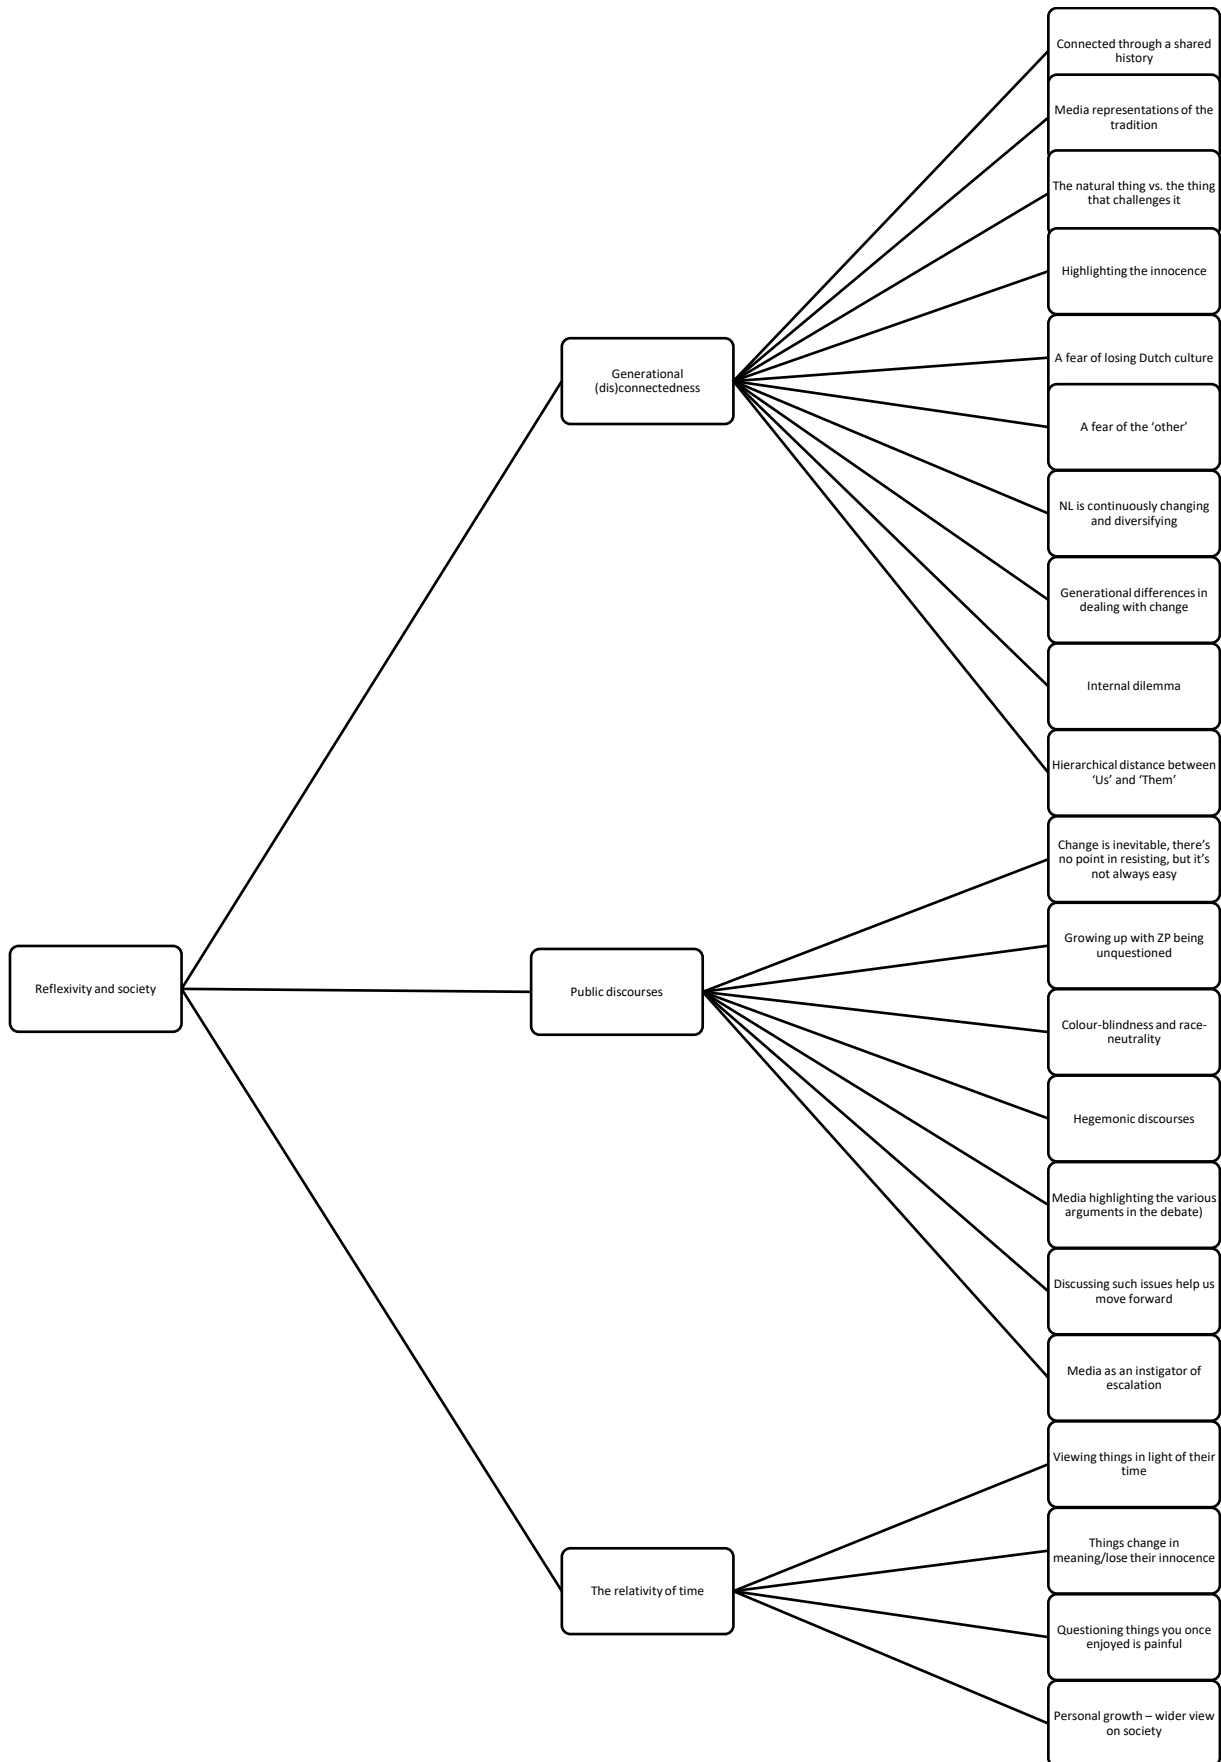 Connected through a shared
history
Media representations of the
tradition
The natural thing vs. the thing
that challenges it
Highlighting the innocence
A fear of losing Dutch culture
A fear of the ‘other’
NL is continuously changing
and diversifying
Generational differences in
dealing with change
Internal dilemma
Hierarchical distance between
‘Us’ and ‘Them’
Generational
(dis)connectedness
Change is inevitable, there’s
no point in resisting, but it’s
not always easy
Growing up with ZP being
unquestioned
Colour-blindness and race-
neutrality
Hegemonic discourses
Media highlighting the various
arguments in the debate)
Discussing such issues help us
move forward
Media as an instigator of
escalation
Reflexivity and society
Public discourses
Viewing things in light of their
time
Things change in
meaning/lose their innocence
Questioning things you once
enjoyed is painful
Personal growth – wider view
on society
The relativity of time